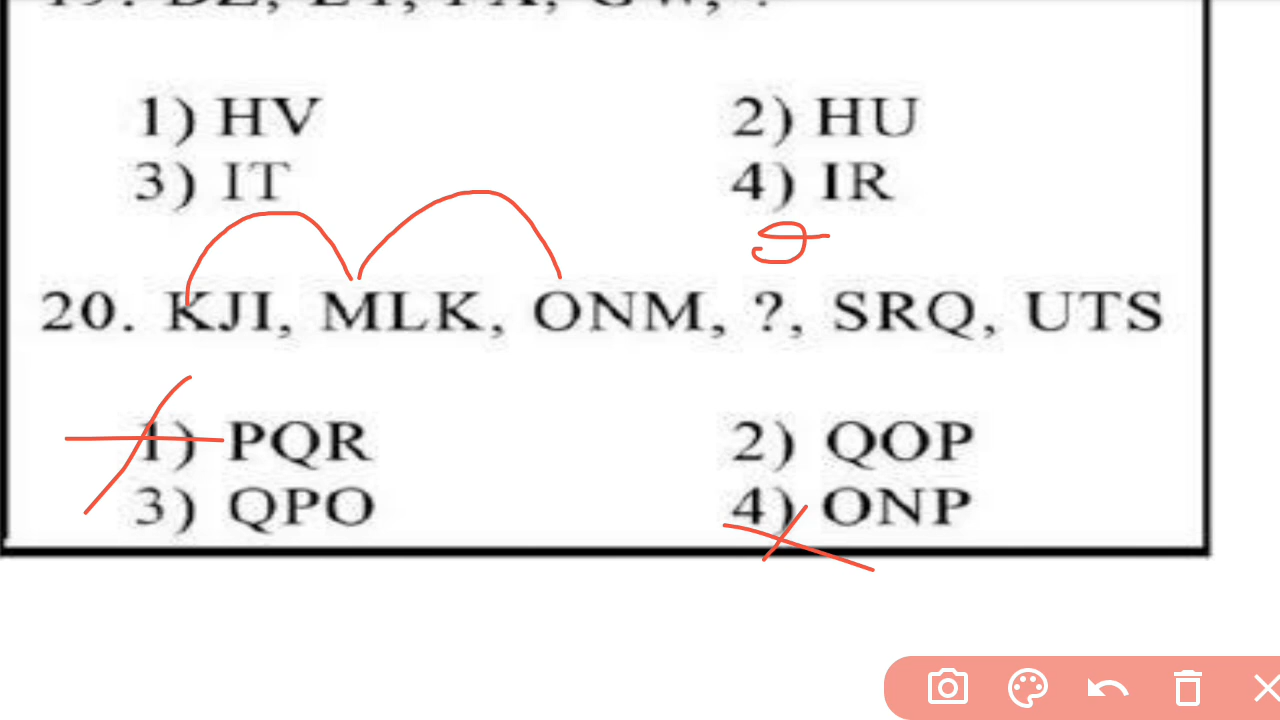 1) HV 2) HU
3) IT 4) IR
20. KJI, MLK, ONM, ?, SRQ, UTS
1) PQR 2) QOP
3) QPO 4) ONP